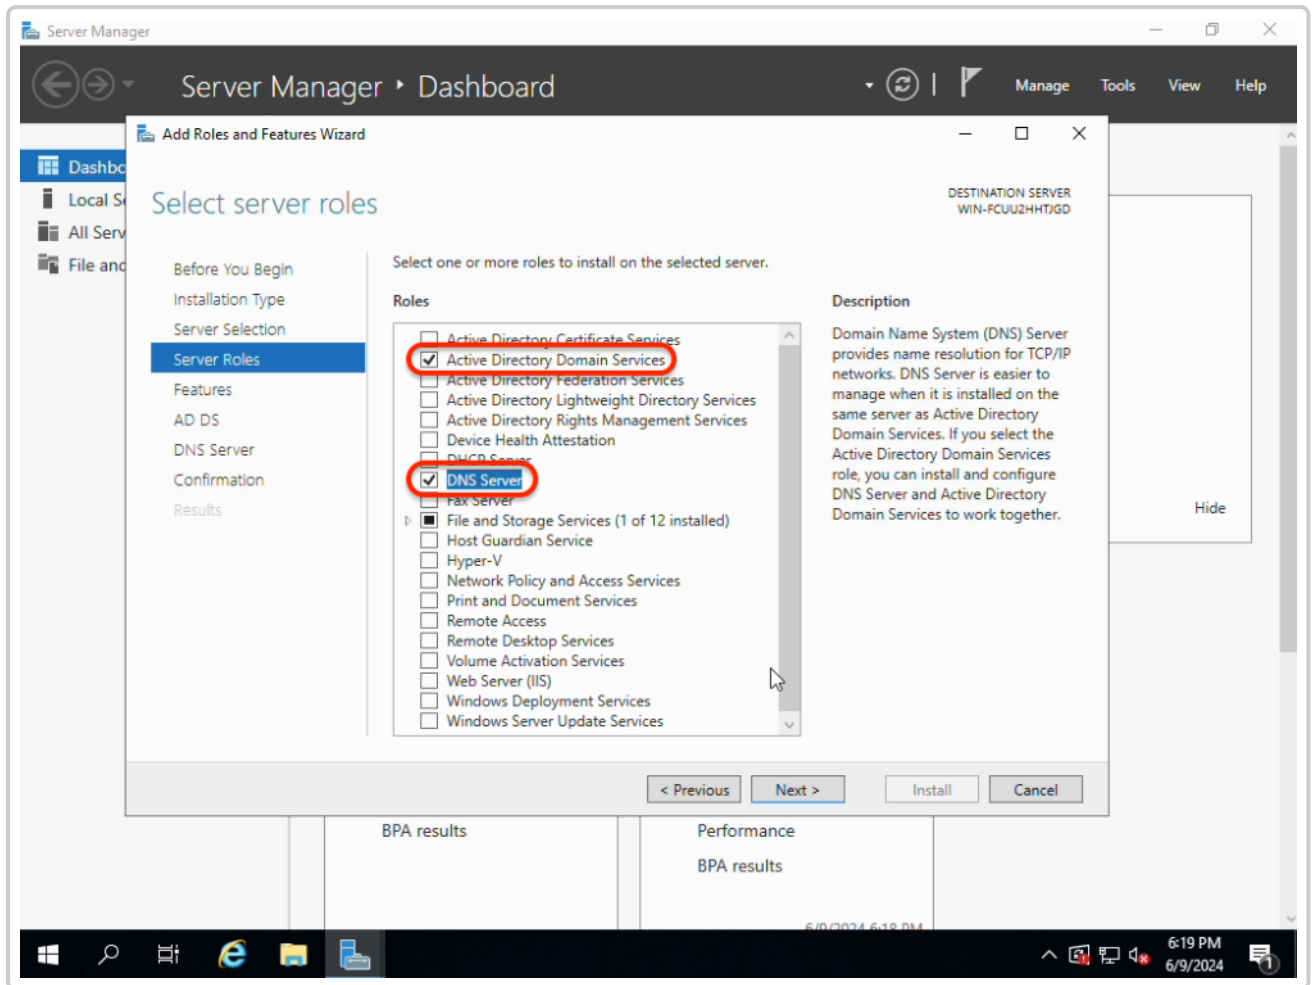 Server Manager
Server Manager • Dashboard
Manage Tools View Help
Add Roles and Features Wizard
Dashbo
Local Se
All Serv
File and
Select server roles
DESTINATION SERVER
WIN-FCUU2HHTJGD
Before You Begin
Installation Type
Server Selection
Server Roles
Features
AD DS
DNS Server
Confirmation
Results
Select one or more roles to install on the selected server.
Roles
Active Directory Certificate Services
Active Directory Domain Services
Active Directory Federation Services
Active Directory Lightweight Directory Services
Active Directory Rights Management Services
Device Health Attestation
DHCP Server
DNS Server
Fax Server
File and Storage Services (1 of 12 installed)
Host Guardian Service
Hyper-V
Network Policy and Access Services
Print and Document Services
Remote Access
Remote Desktop Services
Volume Activation Services
Web Server (IIS)
Windows Deployment Services
Windows Server Update Services
Description
Domain Name System (DNS) Server
provides name resolution for TCP/IP
networks. DNS Server is easier to
manage when it is installed on the
same server as Active Directory
Domain Services. If you select the
Active Directory Domain Services
role, you can install and configure
DNS Server and Active Directory
Domain Services to work together.
Hide
< Previous
Next >
Install
Cancel
BPA results
Performance
BPA results
6/9/2024 6:18 PM
6:19 PM
6/9/2024
1